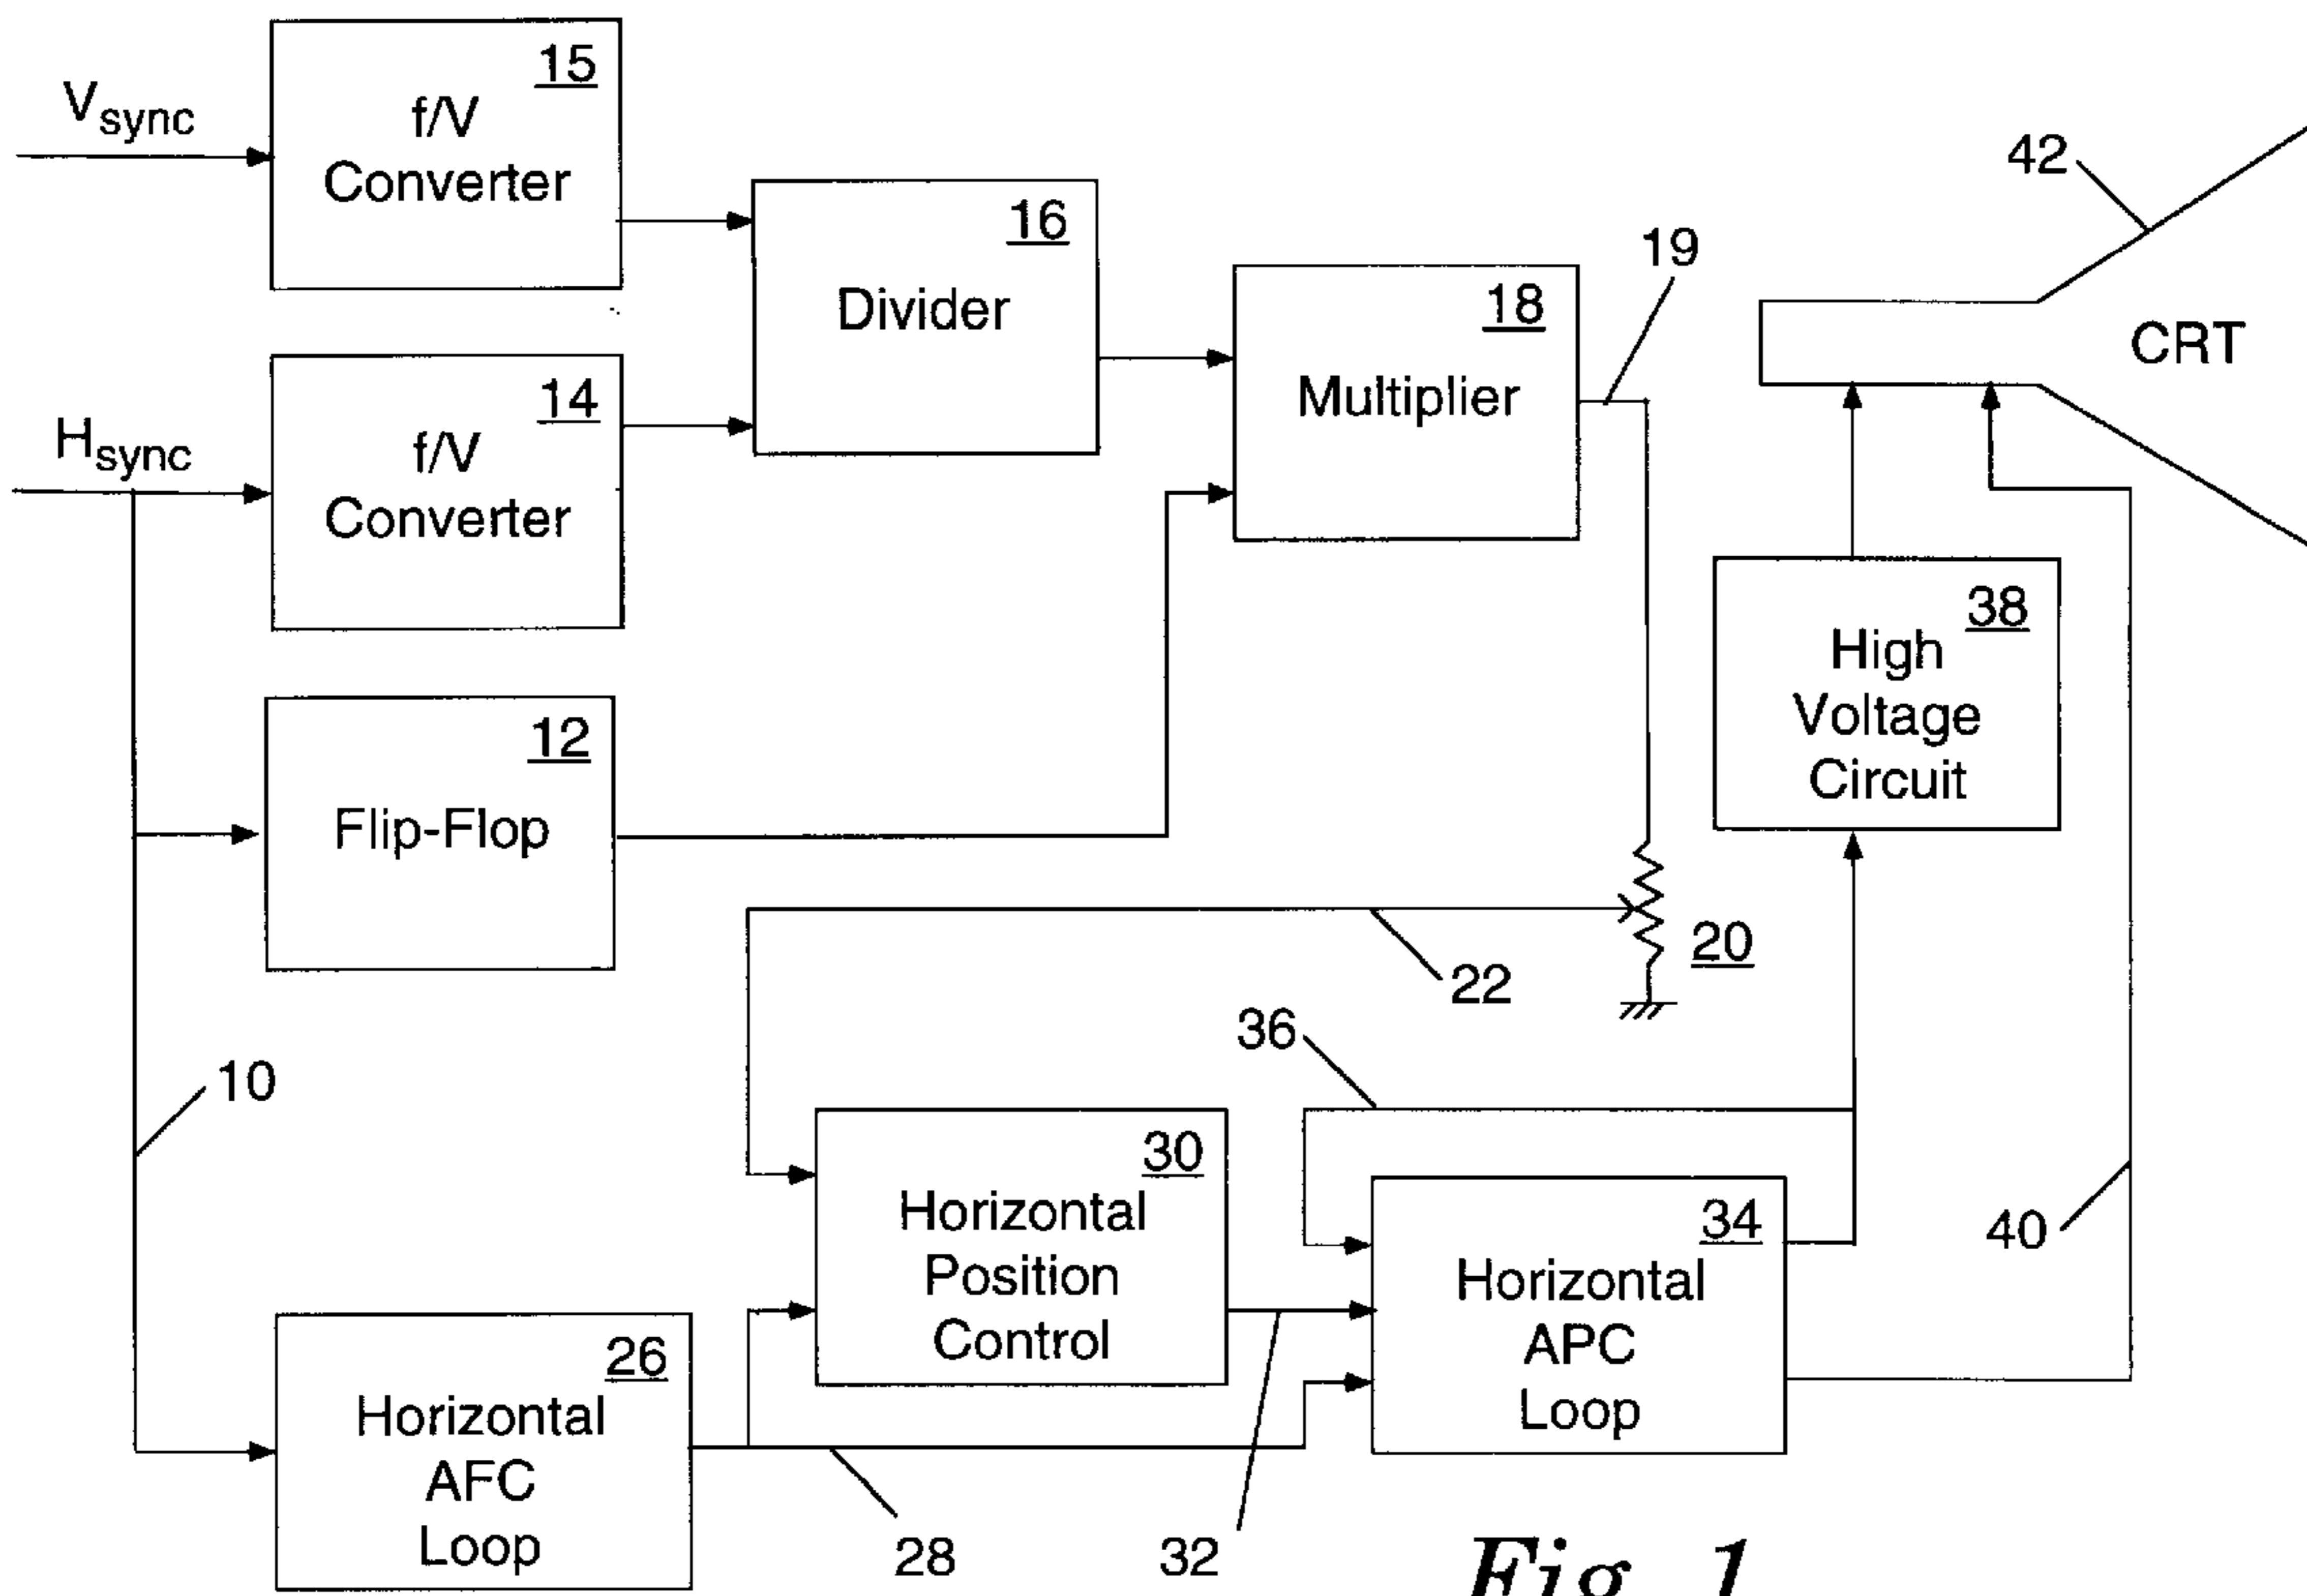 15
f/V
Converter
Vsync
42
16
Divider
19
18
Multiplier
CRT
14
f/V
Converter
Hsync
38
High
Voltage
Circuit
12
Flip-Flop
20
22
36
10
30
Horizontal
Position
Control
34
Horizontal
APC
Loop
40
26
Horizontal
AFC
Loop
28
32
Fig. 1